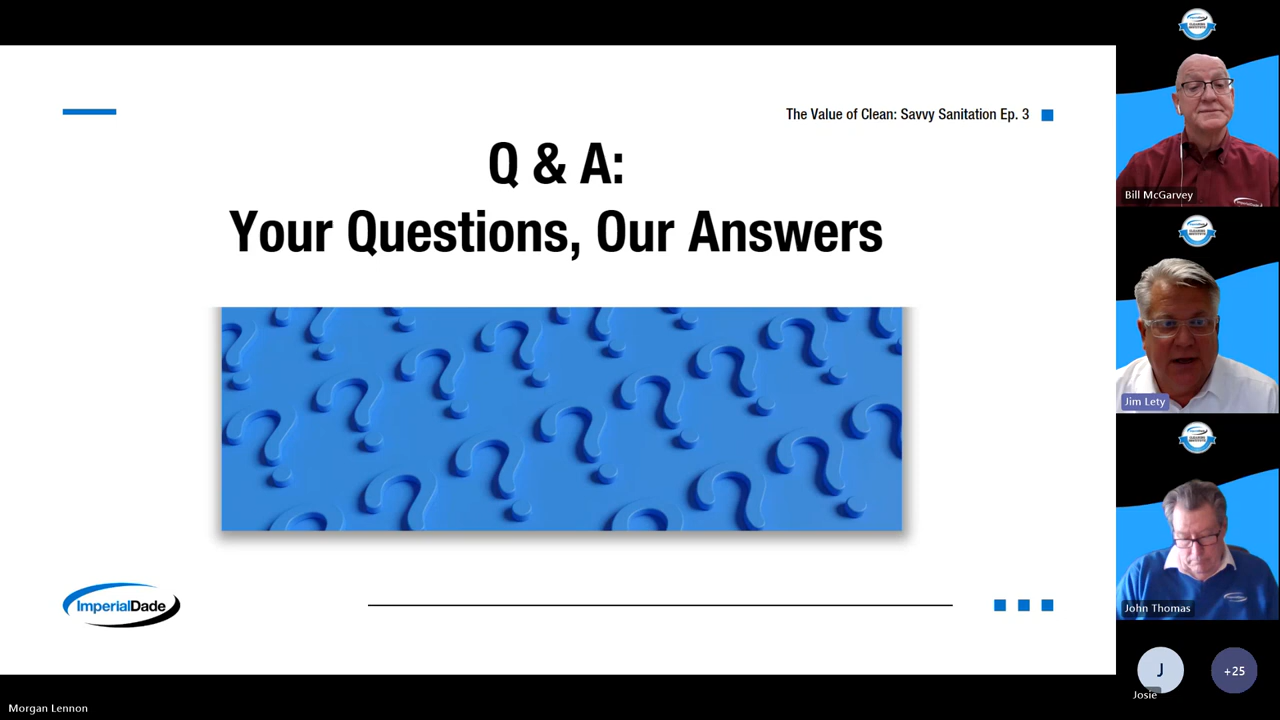 The Value of Clean: Savvy Sanitation Ep. 3
Q & A:
Your Questions, Our Answers
ImperialDade
Bill McGarvey
Jim Lety
John Thomas
J
+25
Josie
Morgan Lennon